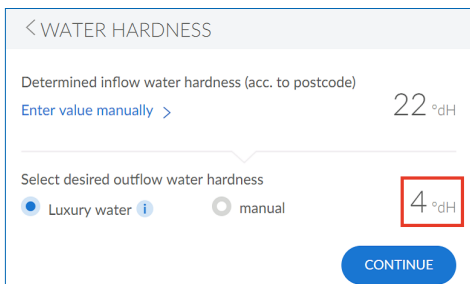 < WATER HARDNESS
Determined inflow water hardness (acc. to postcode)
Enter value manually >
22 °dH
Select desired outflow water hardness
Luxury water i
manual
4 °dH
CONTINUE